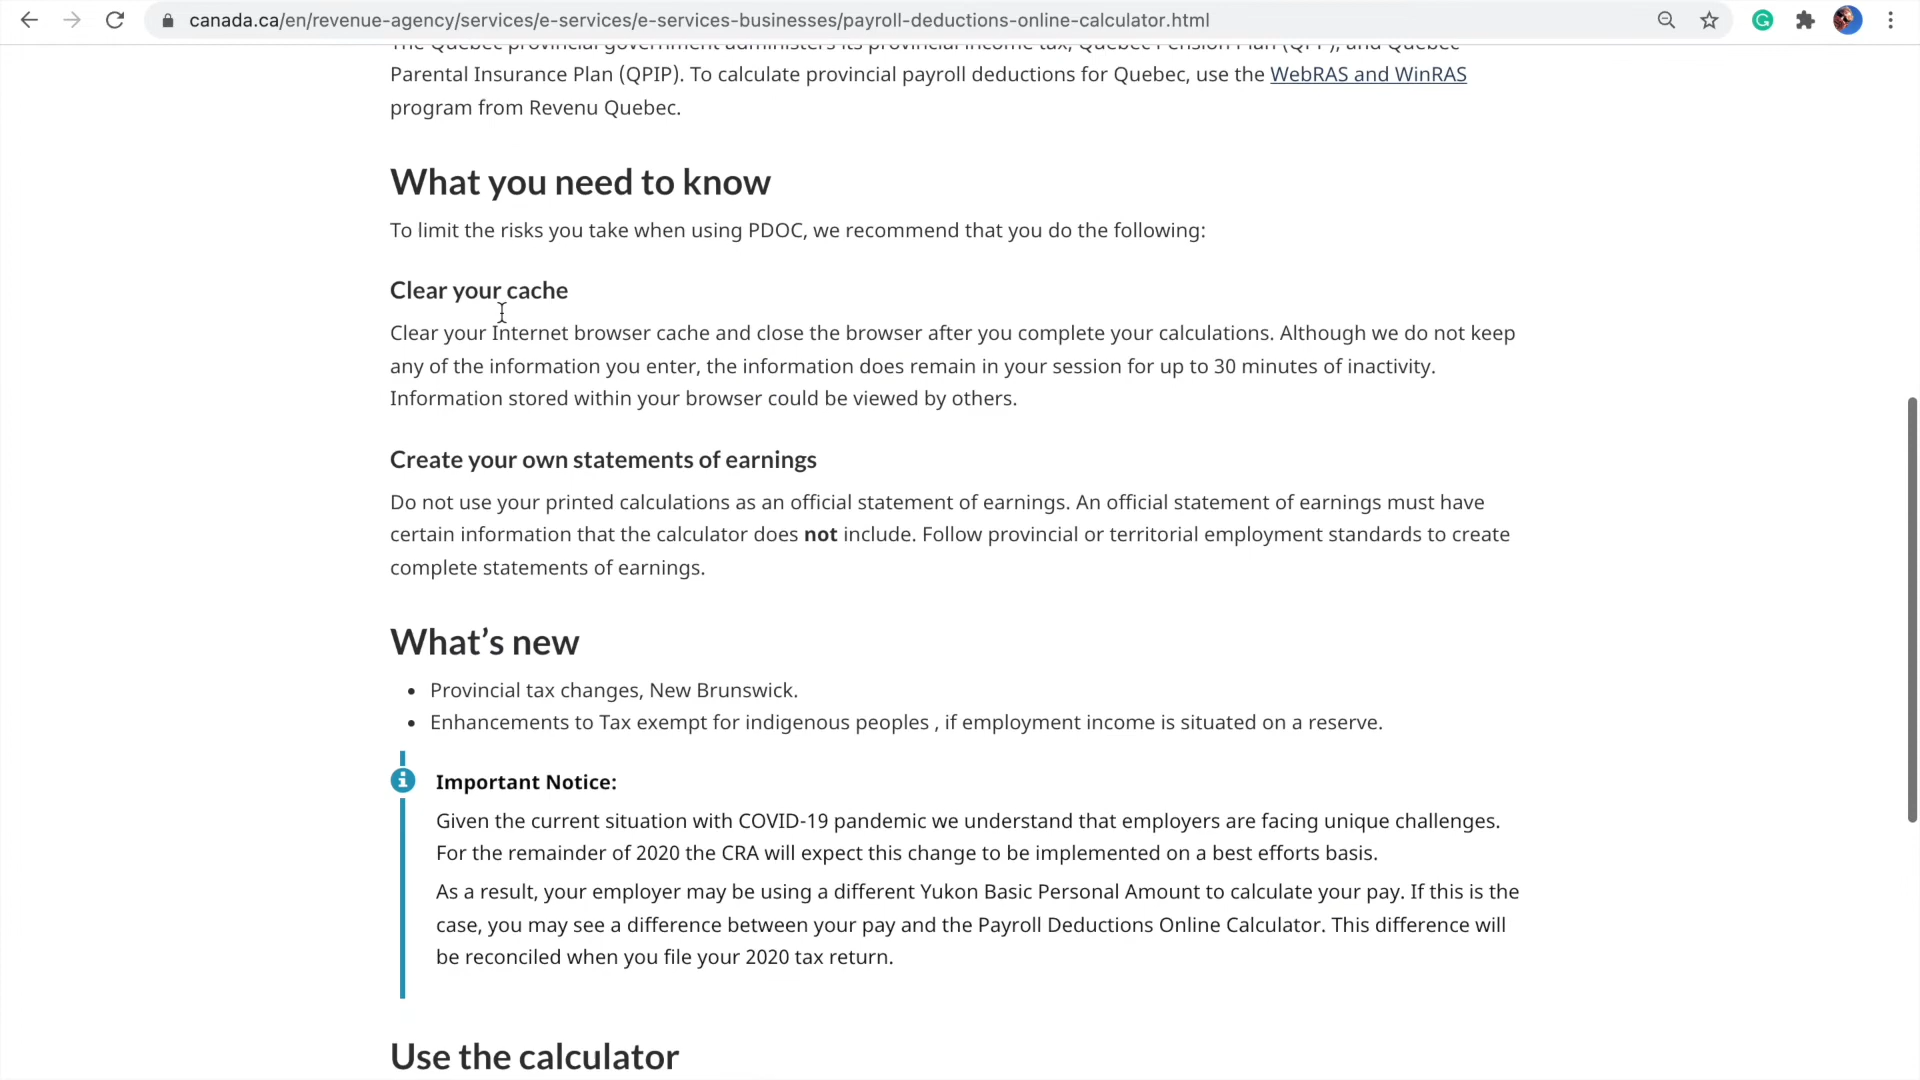 canada.ca/en/revenue-agency/services/e-services/e-services-businesses/payroll-deductions-online-calculator.html
The Quebec provincial government administers its provincial income tax, Quebec Pension Plan (QPP), and Quebec
Parental Insurance Plan (QPIP). To calculate provincial payroll deductions for Quebec, use the WebRAS and WinRAS
program from Revenu Quebec.
What you need to know
To limit the risks you take when using PDOC, we recommend that you do the following:
Clear your cache
Clear your Internet browser cache and close the browser after you complete your calculations. Although we do not keep
any of the information you enter, the information does remain in your session for up to 30 minutes of inactivity.
Information stored within your browser could be viewed by others.
Create your own statements of earnings
Do not use your printed calculations as an official statement of earnings. An official statement of earnings must have
certain information that the calculator does not include. Follow provincial or territorial employment standards to create
complete statements of earnings.
What's new
• Provincial tax changes, New Brunswick.
• Enhancements to Tax exempt for indigenous peoples , if employment income is situated on a reserve.
Important Notice:
Given the current situation with COVID-19 pandemic we understand that employers are facing unique challenges.
For the remainder of 2020 the CRA will expect this change to be implemented on a best efforts basis.
As a result, your employer may be using a different Yukon Basic Personal Amount to calculate your pay. If this is the
case, you may see a difference between your pay and the Payroll Deductions Online Calculator. This difference will
be reconciled when you file your 2020 tax return.
Use the calculator